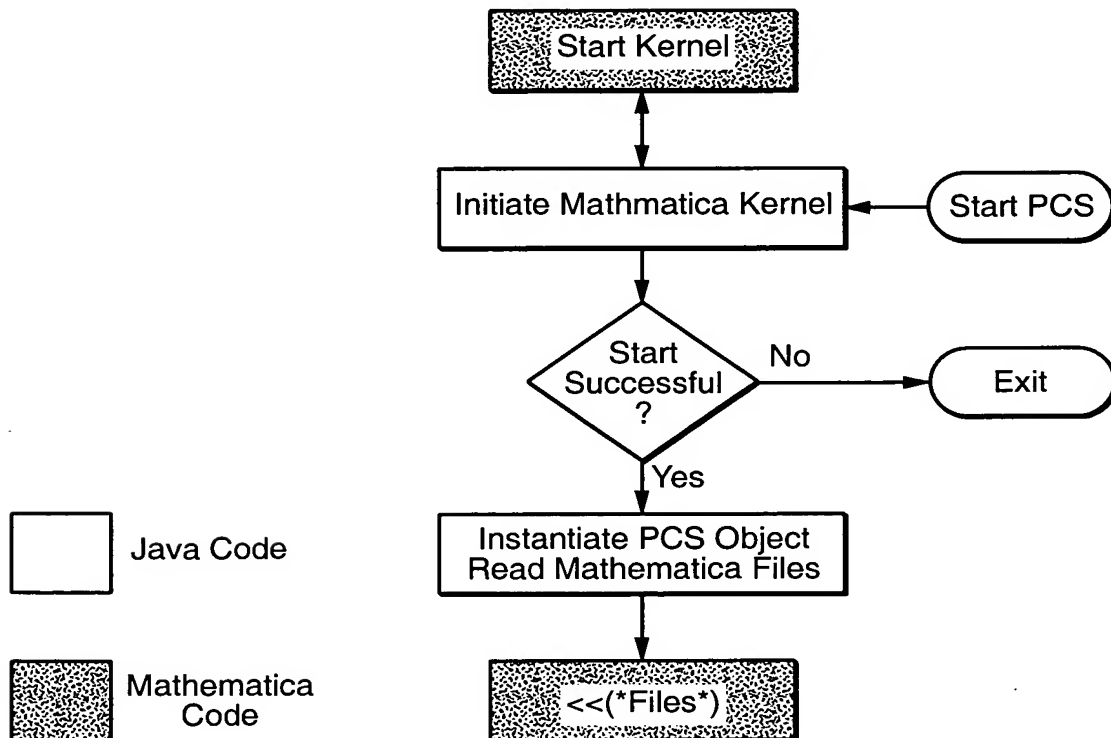 Start Kernel
Initiate Mathmatica Kernel
Start PCS
Start
Successful
?
No
Exit
Yes
Instantiate PCS Object
Read Mathematica Files
Java Code
Mathematica
Code
<<(*Files*)